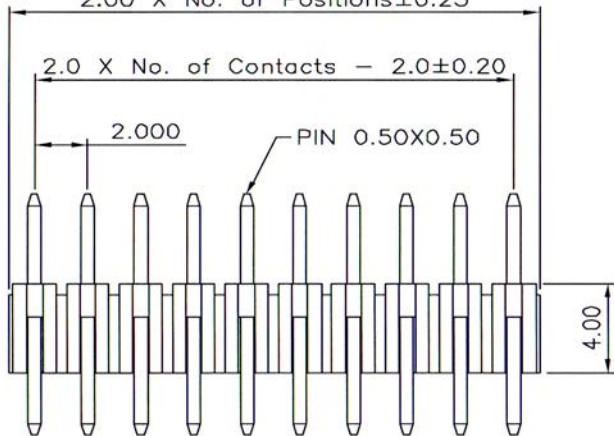 2.00 X No. of Positions±0.25
2.0 X No. of Contacts – 2.0±0.20
2.000
PIN 0.50X0.50
4.00